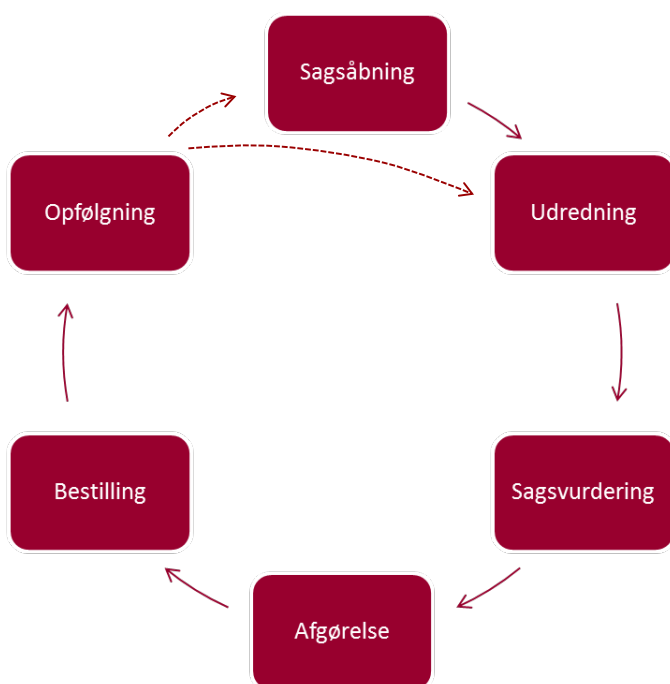 Sagsåbning
Udredning
Sagsvurdering
Afgørelse
Bestilling
Opfølgning